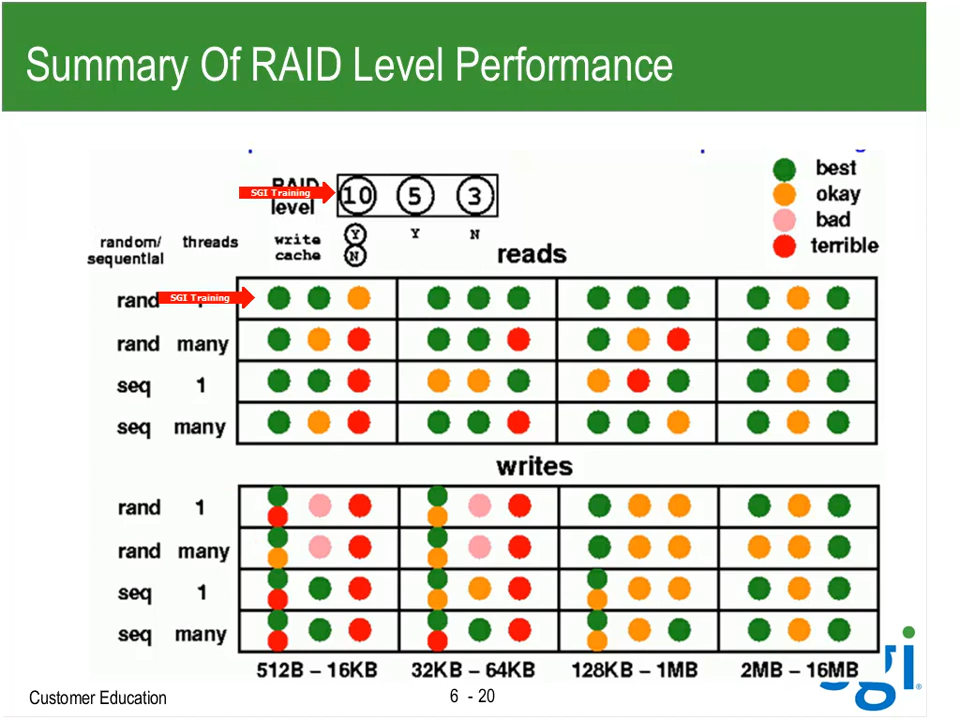 Summary Of RAID Level Performance
best
okay
bad
terrible
RAID
SGI Training
level
10 5 3
random/
sequential
threads
write
cache
Y
N
Y
N
reads
rand
SGI Training
rand many
seq 1
seq many
writes
rand 1
rand many
seq 1
seq many
512B – 16KB 32KB – 64KB 128KB – 1MB 2MB – 16MB
sgi®
Customer Education
6 - 20